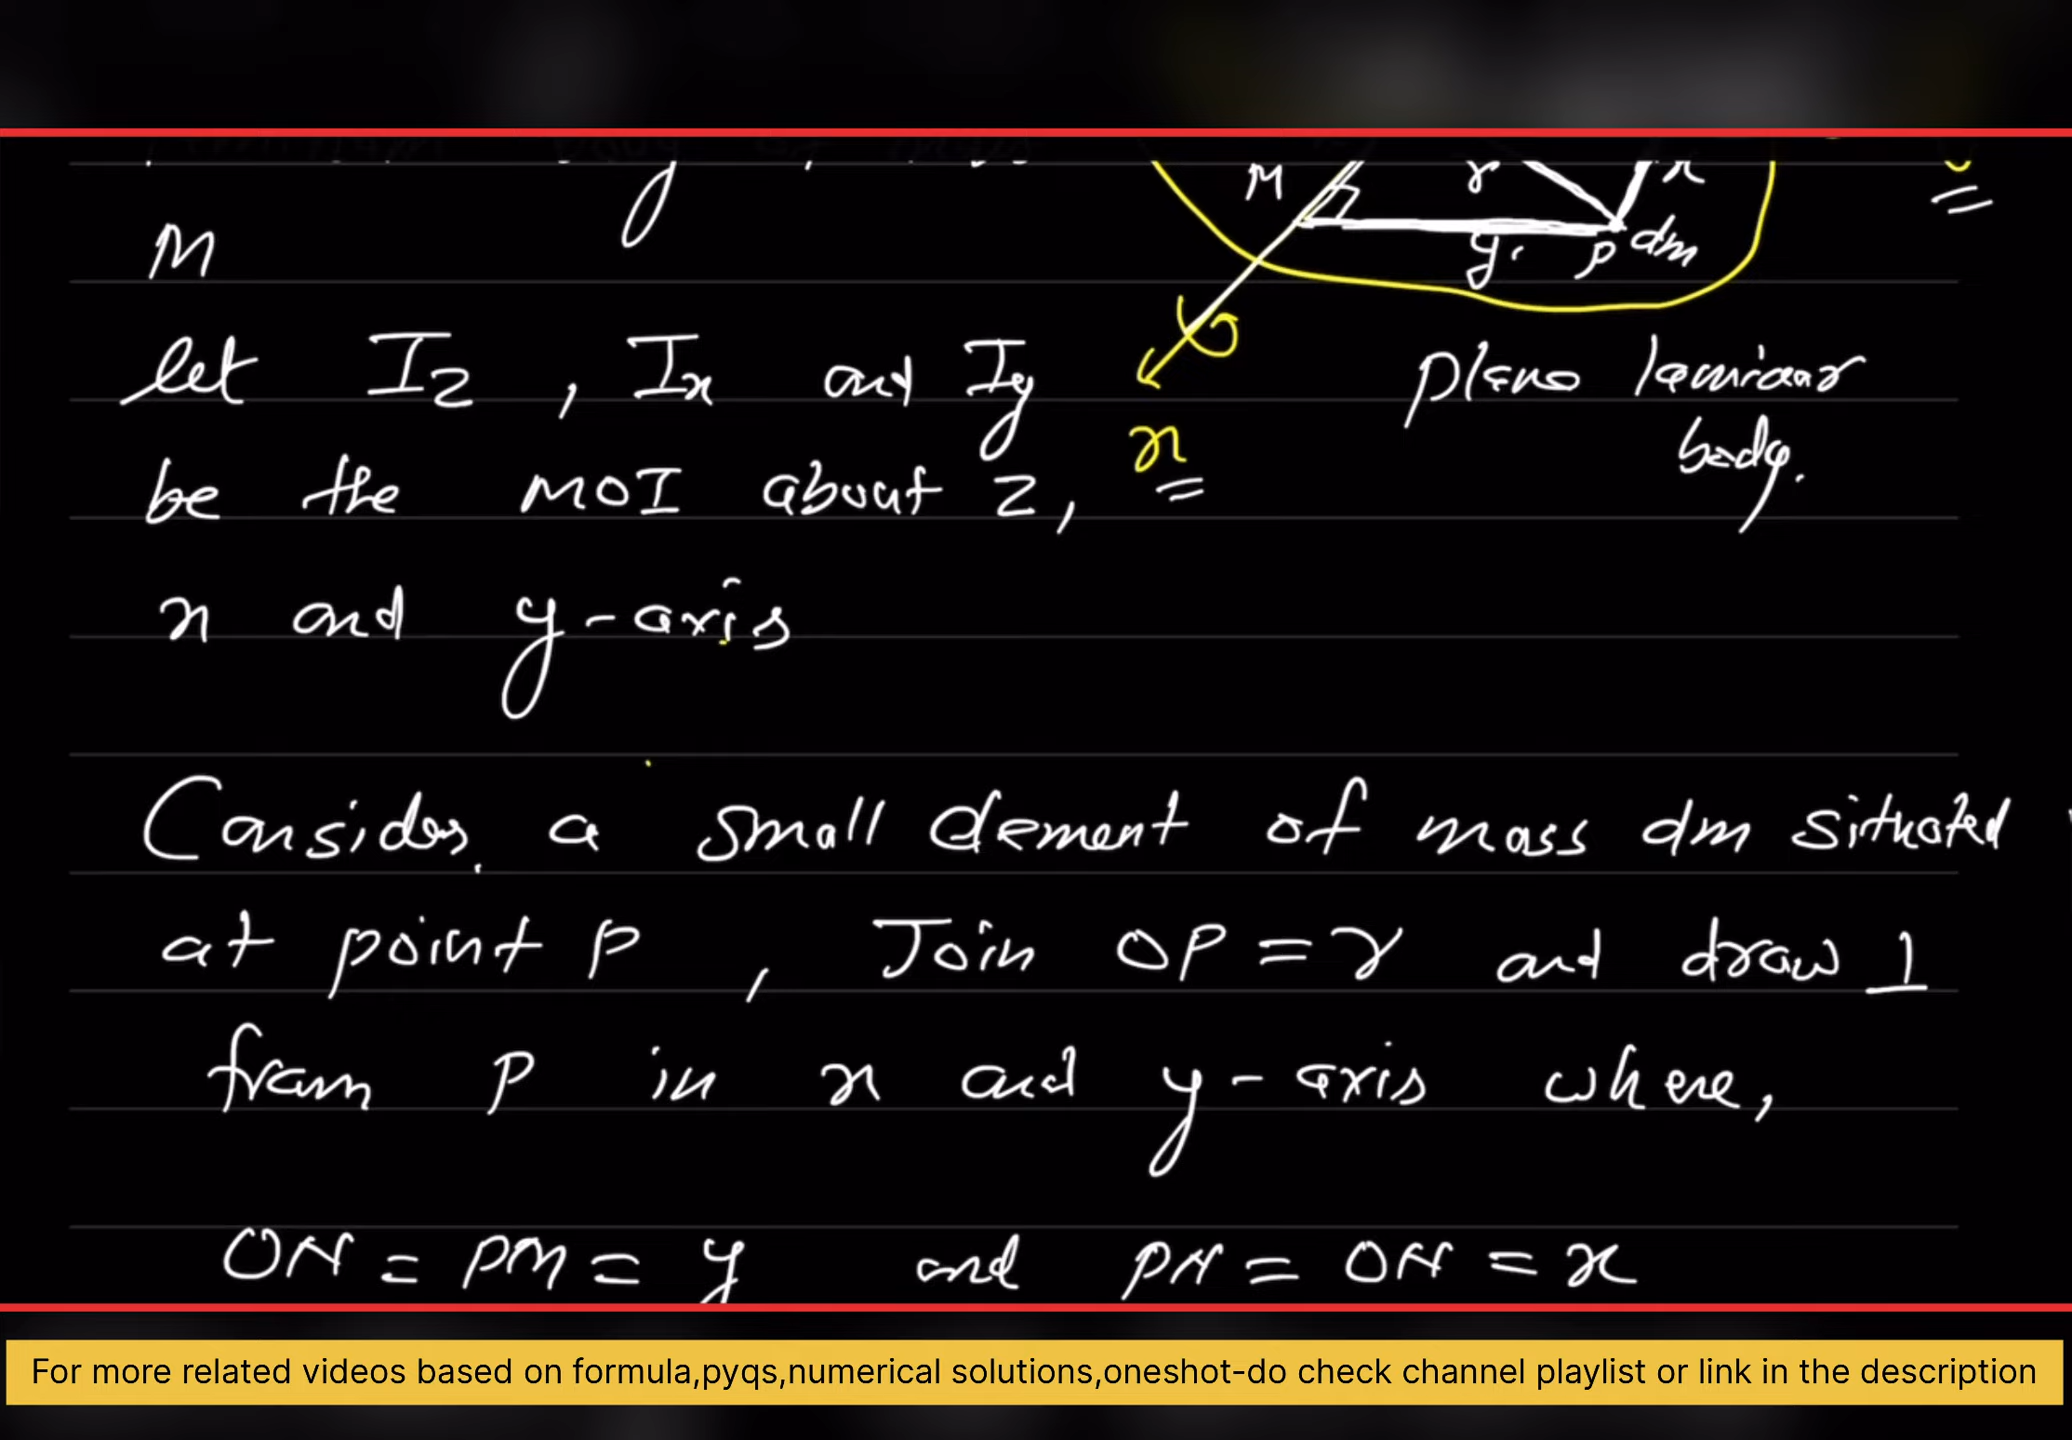 M r x
M y. P dm
let Iz, Ix and Iy
plane laminar
be the MOI about z, x
body.
x and y-axis
Consider a small element of mass dm situated
at point P, Join OP = r and draw ⊥
from P in x and y-axis where,
ON = PM = y and PN = ON = x
For more related videos based on formula,pyqs,numerical solutions,oneshot-do check channel playlist or link in the description